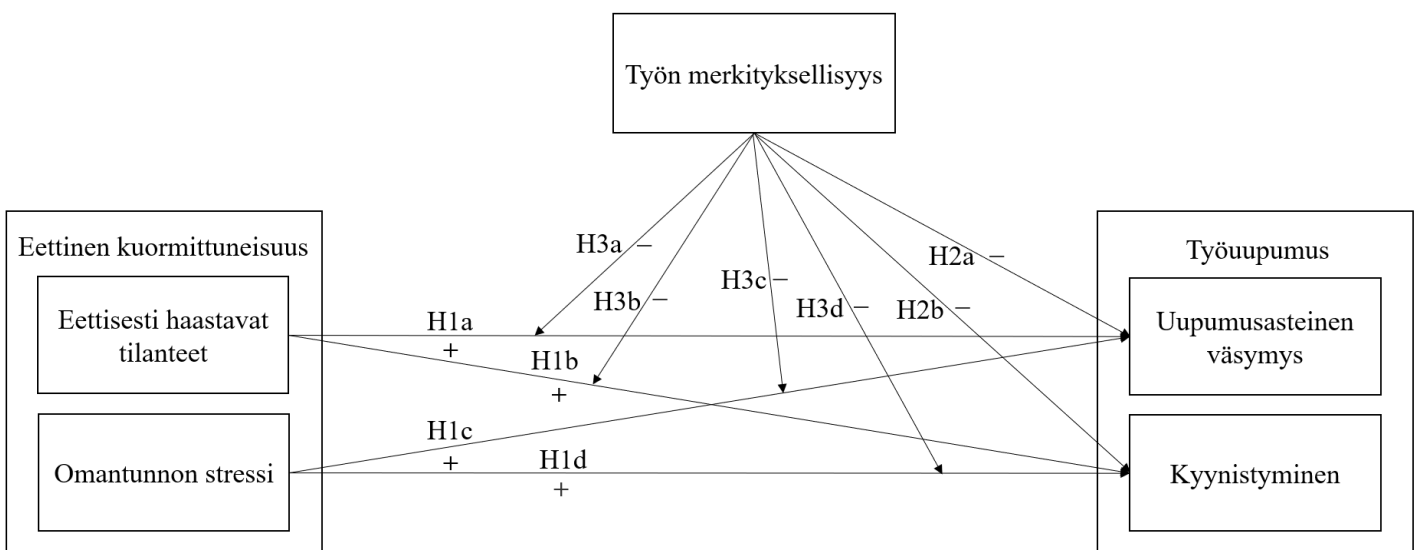 Työn merkityksellisyys
Eettinen kuormittuneisuus
Eettisesti haastavat
tilanteet
Omantunnon stressi
H3a −
H3b −
H3c −
H3d −
H2a −
H2b −
H1a
+
H1b
+
H1c
+
H1d
+
Työuupumus
Uupumusasteinen
väsymys
Kyynistyminen